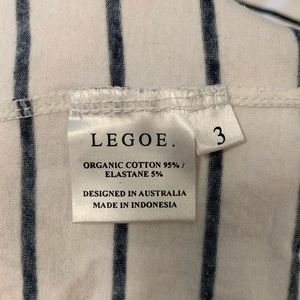 LEGOE.
3
ORGANIC COTTON 95% /
ELASTANE 5%
DESIGNED IN AUSTRALIA
MADE IN INDONESIA